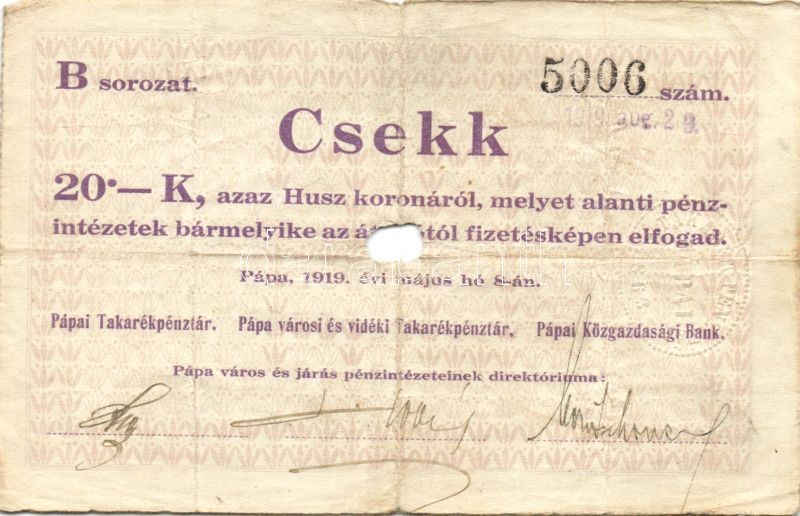 B sorozat. 5006 szám.
1919 aug. 2
Csekk
20·— K, azaz Husz koronáról, melyet alanti pénz-
intézetek bármelyike az át tól fizetésképen elfogad.
Pápa, 1919. évi május hó 8-án.
Pápai Takarékpénztár. Pápa városi és vidéki Takarékpénztár. Pápai Közgazdasági Bank.
Pápa város és járás pénzintézeteinek direktóriuma: